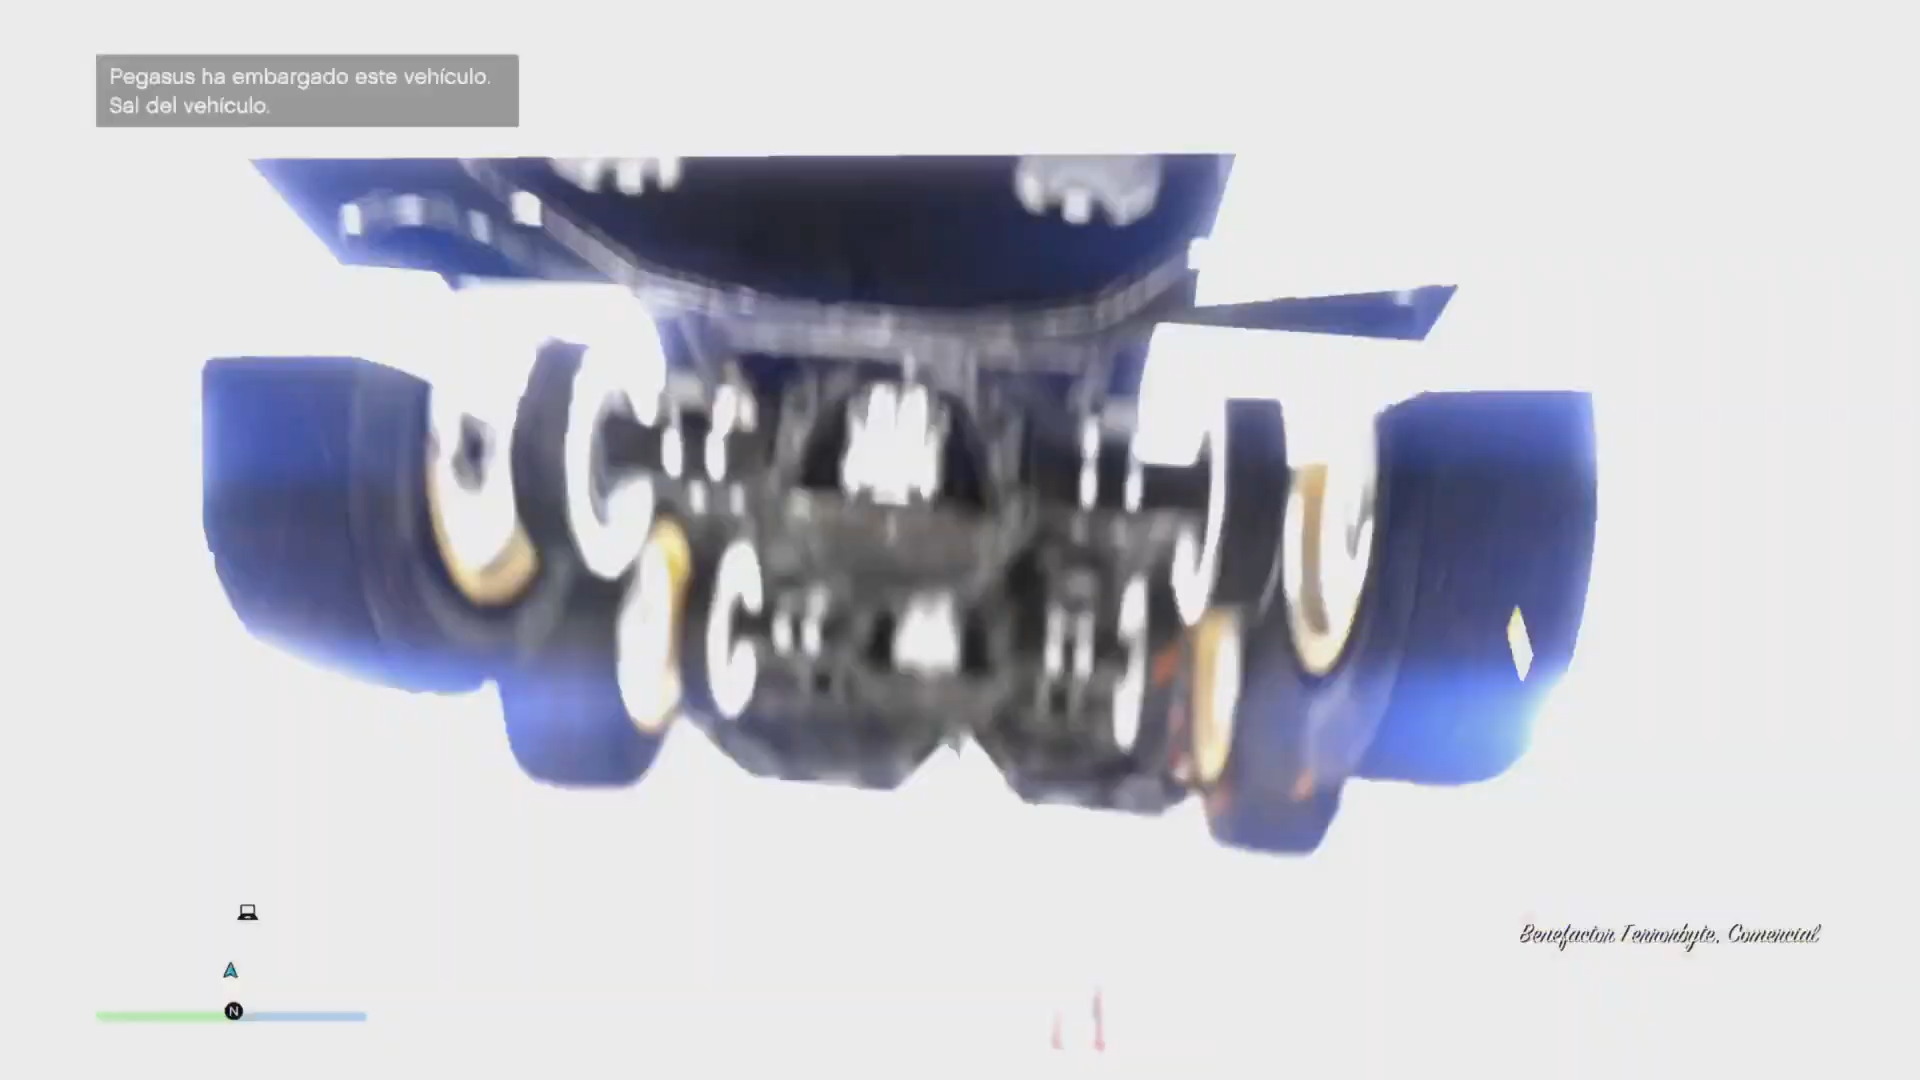 Pegasus ha embargado este vehículo.
Sal del vehículo.
Benefactor Terrorbyte, Comercial
N